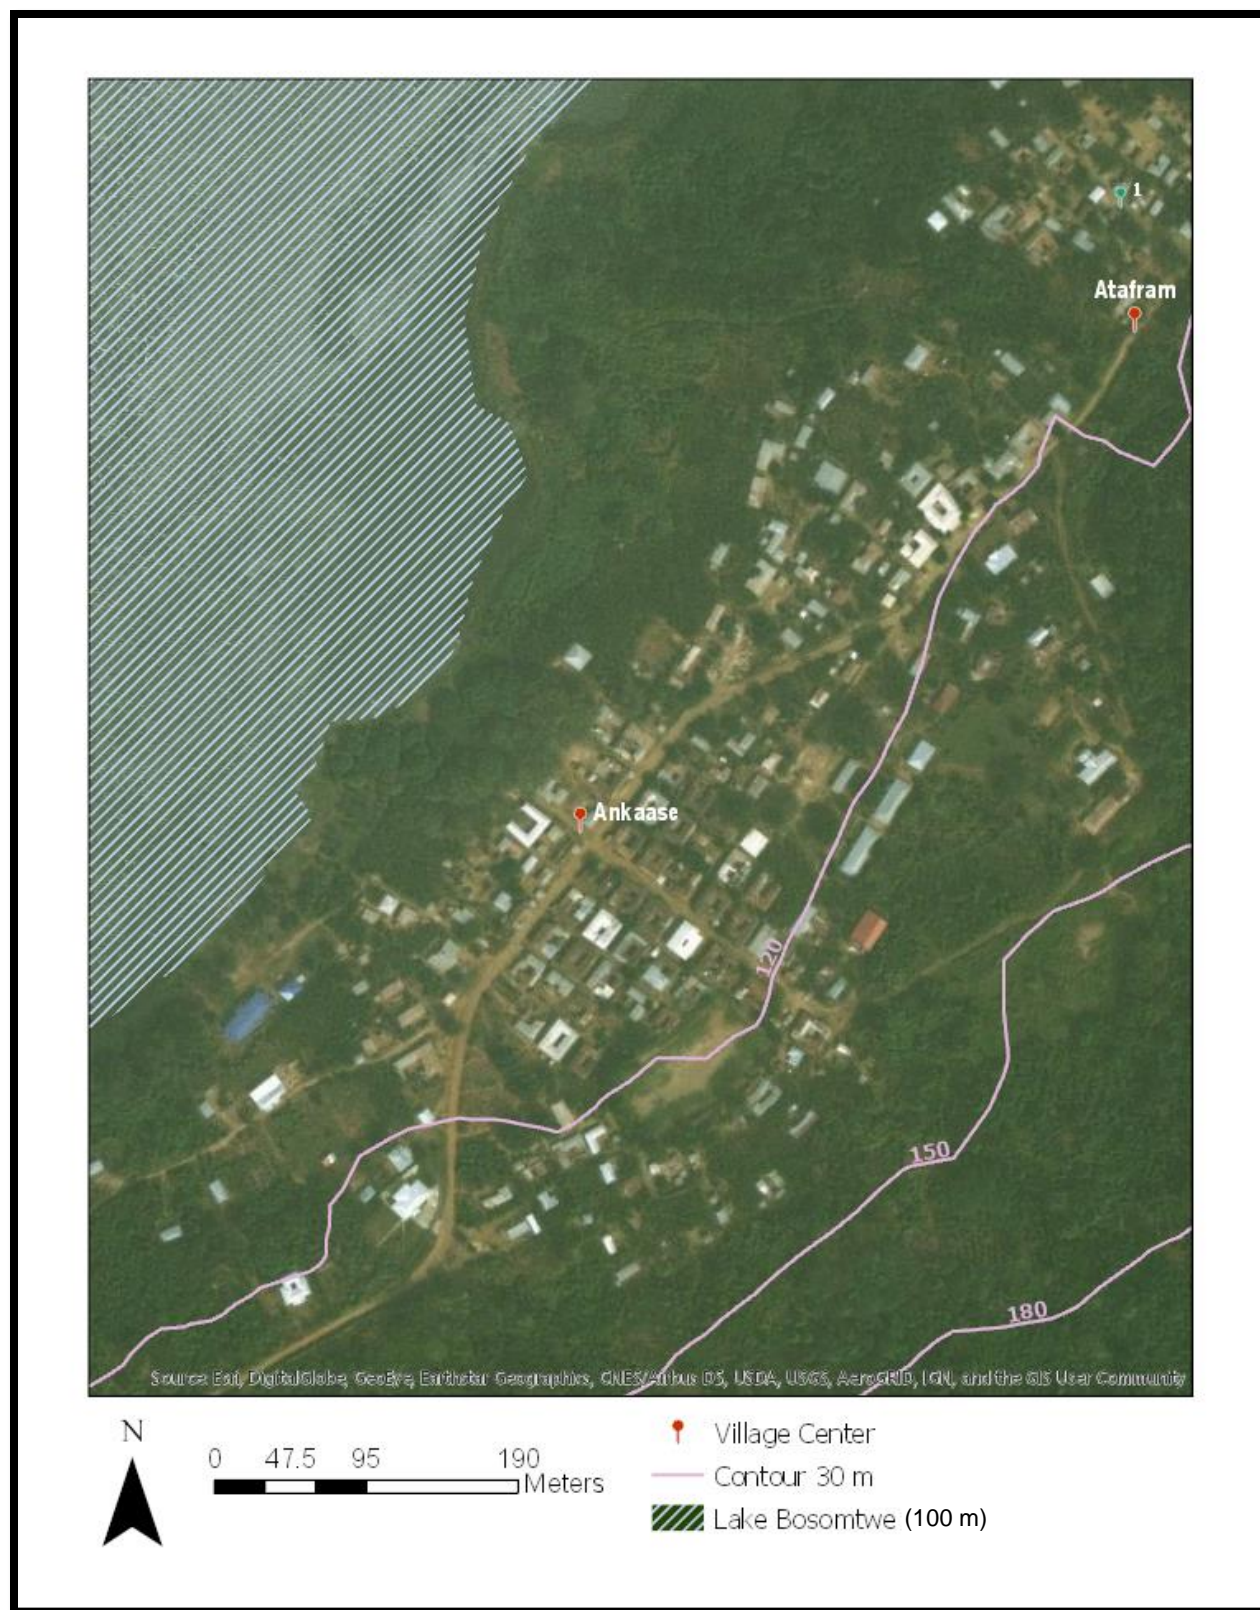 1
Atafram
Ankaase
120
150
180
Source: Esri, DigitalGlobe, GeoEye, Earthstar Geographics, CNES/Airbus DS, USDA, USGS, AeroGRID, IGN, and the GIS User Community
N
0 47.5 95 190
Meters
Village Center
Contour 30 m
Lake Bosomtwe (100 m)